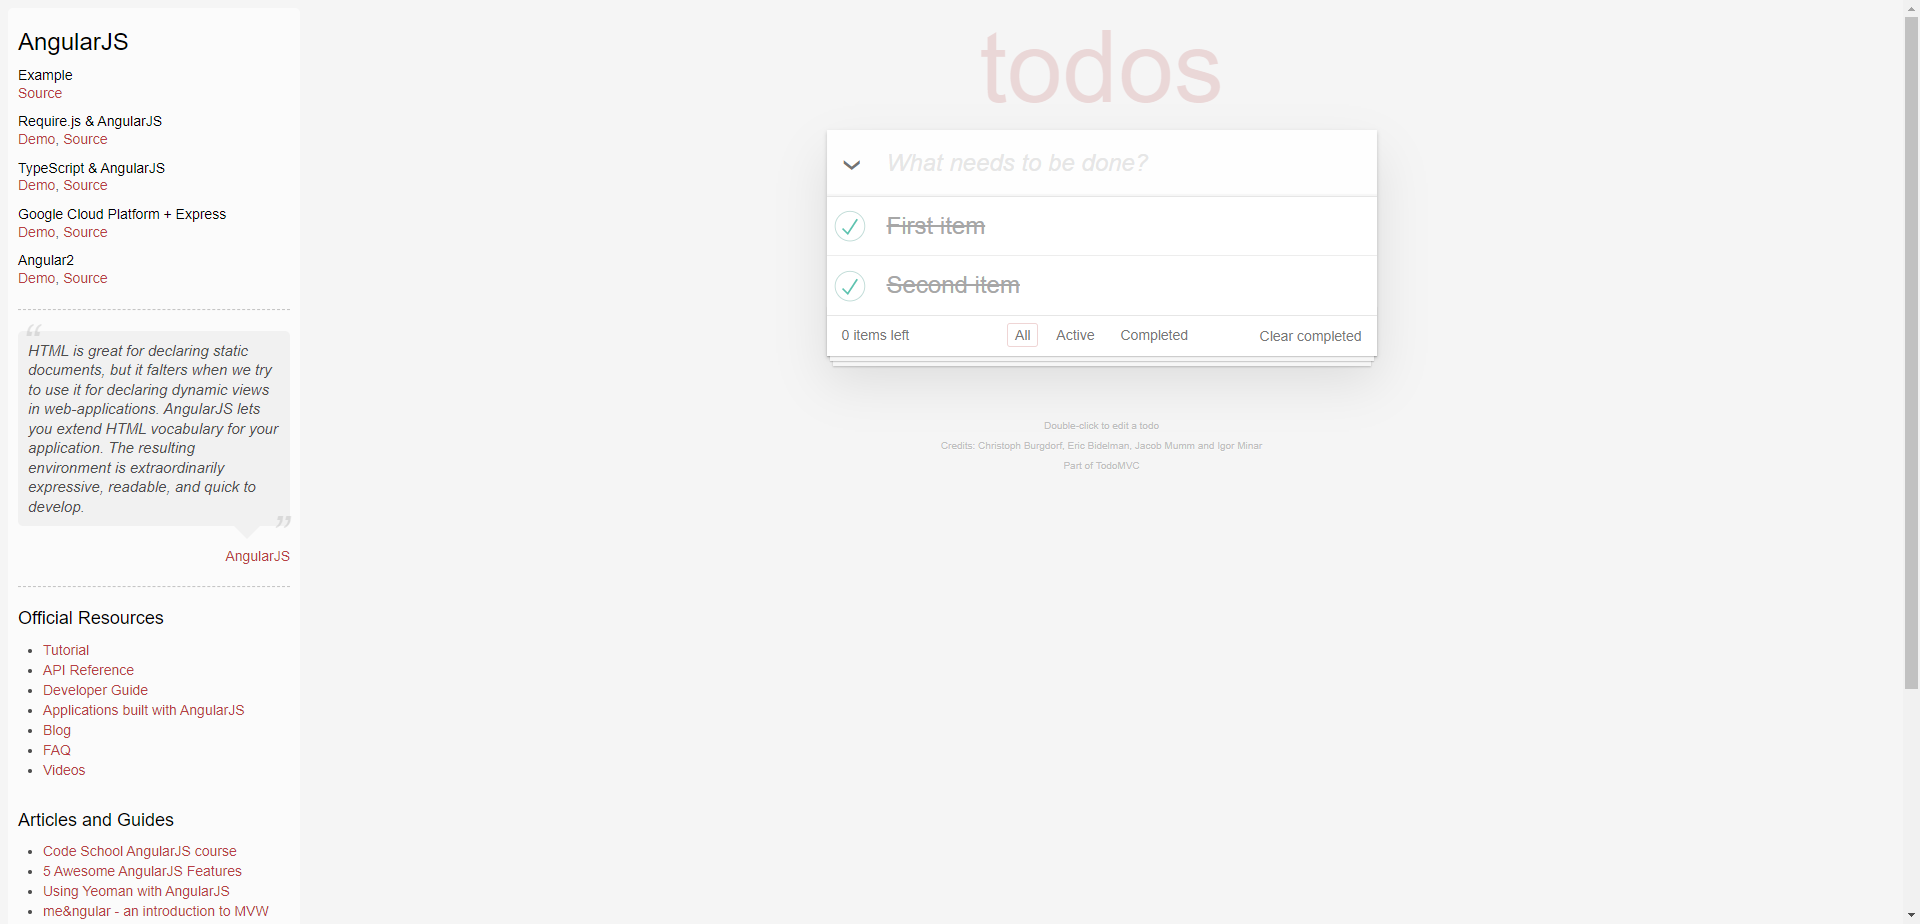 AngularJS
Example
Source
Require.js & AngularJS
Demo, Source
TypeScript & AngularJS
Demo, Source
Google Cloud Platform + Express
Demo, Source
Angular2
Demo, Source
“
HTML is great for declaring static
documents, but it falters when we try
to use it for declaring dynamic views
in web-applications. AngularJS lets
you extend HTML vocabulary for your
application. The resulting
environment is extraordinarily
expressive, readable, and quick to
develop.
”
AngularJS
Official Resources
Tutorial
API Reference
Developer Guide
Applications built with AngularJS
Blog
FAQ
Videos
Articles and Guides
Code School AngularJS course
5 Awesome AngularJS Features
Using Yeoman with AngularJS
me&ngular - an introduction to MVW
todos
What needs to be done?
First item
Second item
0 items left
All Active Completed
Clear completed
Double-click to edit a todo
Credits: Christoph Burgdorf, Eric Bidelman, Jacob Mumm and Igor Minar
Part of TodoMVC